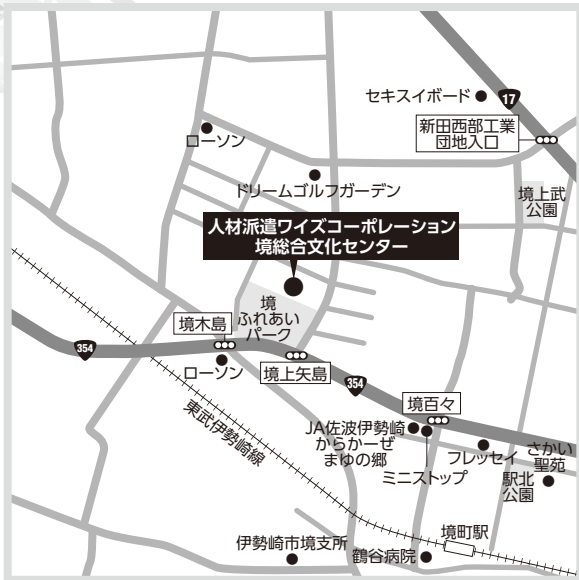 セキスイボード
17
新田西部工業
団地入口
ローソン
ドリームゴルフガーデン
境上武
公園
人材派遣ワイズコーポレーション
境総合文化センター
境
ふれあい
パーク
境木島
354
ローソン
境上矢島
354
境百々
東武伊勢崎線
JA佐波伊勢崎
からかーぜ
まゆの郷
ミニストップ
フレッセイ
さかい
聖苑
駅北
公園
境町駅
伊勢崎市境支所
鶴谷病院